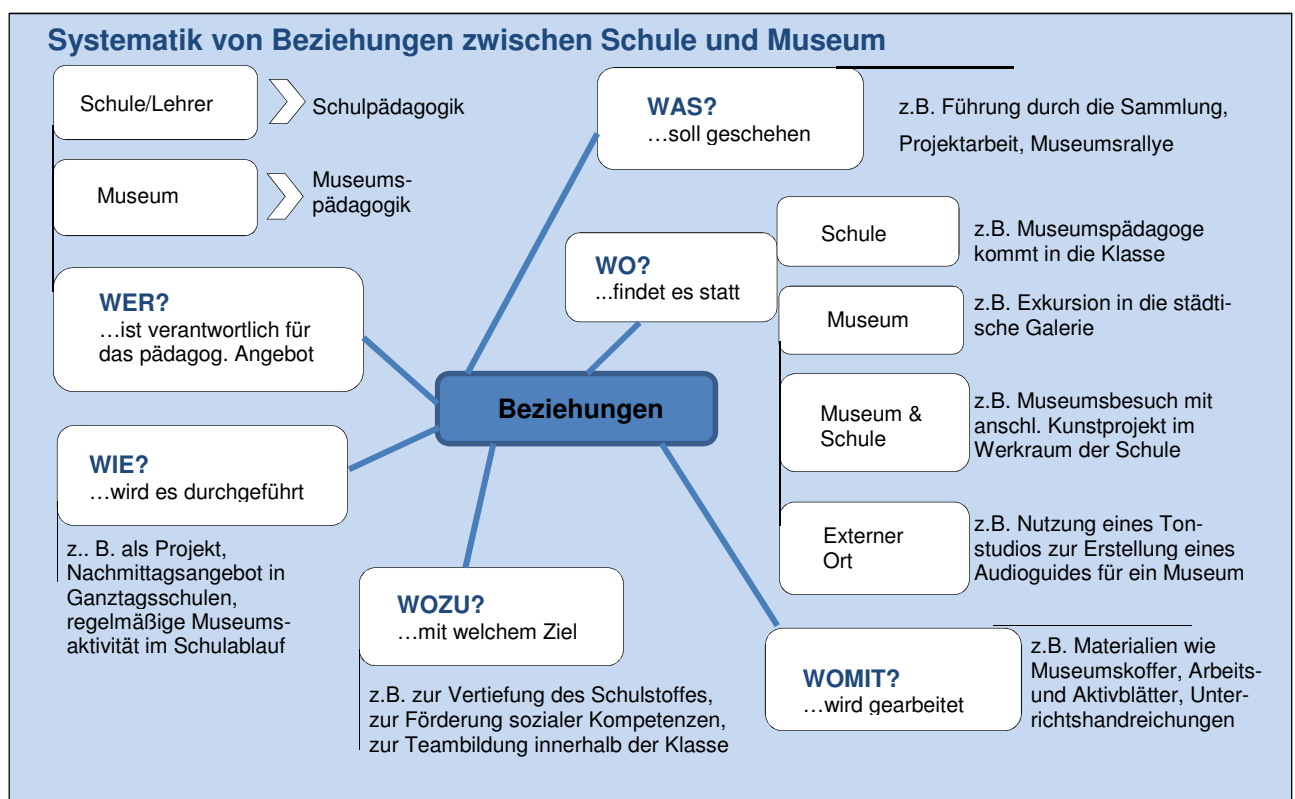 Systematik von Beziehungen zwischen Schule und Museum
Schule/Lehrer
Schulpädagogik
Museum
Museums-
pädagogik
WER?
…ist verantwortlich für
das pädagog. Angebot
WIE?
…wird es durchgeführt
z.. B. als Projekt,
Nachmittagsangebot in
Ganztagsschulen,
regelmäßige Museums-
aktivität im Schulablauf
Beziehungen
WOZU?
…mit welchem Ziel
z.B. zur Vertiefung des Schulstoffes,
zur Förderung sozialer Kompetenzen,
zur Teambildung innerhalb der Klasse
WAS?
…soll geschehen
z.B. Führung durch die Sammlung,
Projektarbeit, Museumsrallye
WO?
...findet es statt
Schule
z.B. Museumspädagoge
kommt in die Klasse
Museum
z.B. Exkursion in die städti-
sche Galerie
Museum &
Schule
z.B. Museumsbesuch mit
anschl. Kunstprojekt im
Werkraum der Schule
Externer
Ort
z.B. Nutzung eines Ton-
studios zur Erstellung eines
Audioguides für ein Museum
WOMIT?
…wird gearbeitet
z.B. Materialien wie
Museumskoffer, Arbeits-
und Aktivblätter, Unter-
richtshandreichungen